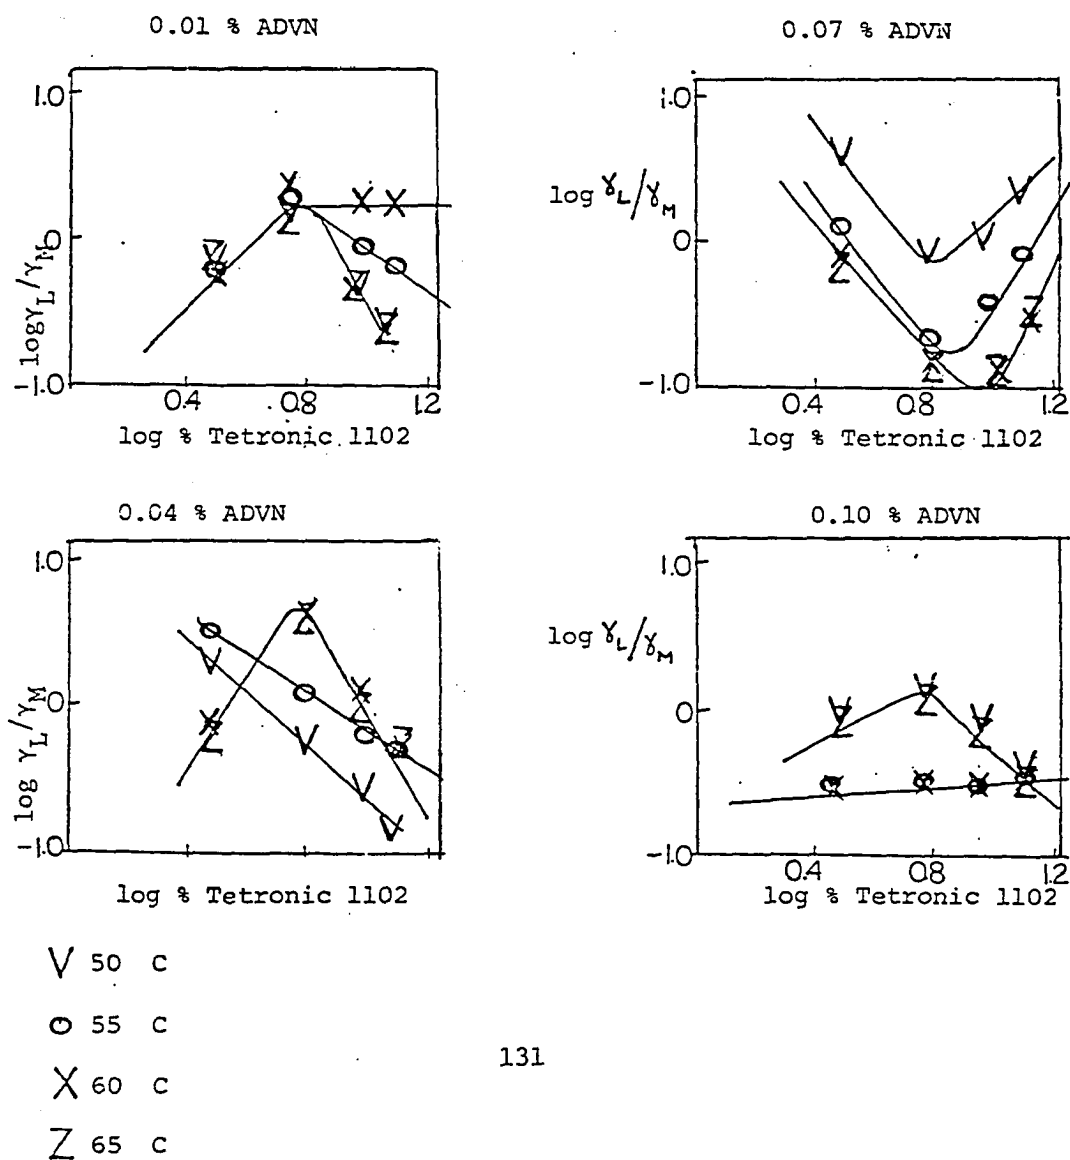 0.01 % ADVN
1.0
0
-1.0
log γL/γM
0.4 0.8 1.2
log % Tetronic 1102
0.07 % ADVN
1.0
0
-1.0
log γL/γM
0.4 0.8 1.2
log % Tetronic 1102
0.04 % ADVN
1.0
0
-1.0
log γL/γM
log % Tetronic 1102
0.10 % ADVN
1.0
0
-1.0
log γL/γM
0.4 0.8 1.2
log % Tetronic 1102
V 50 C
O 55 C
X 60 C
Z 65 C
131